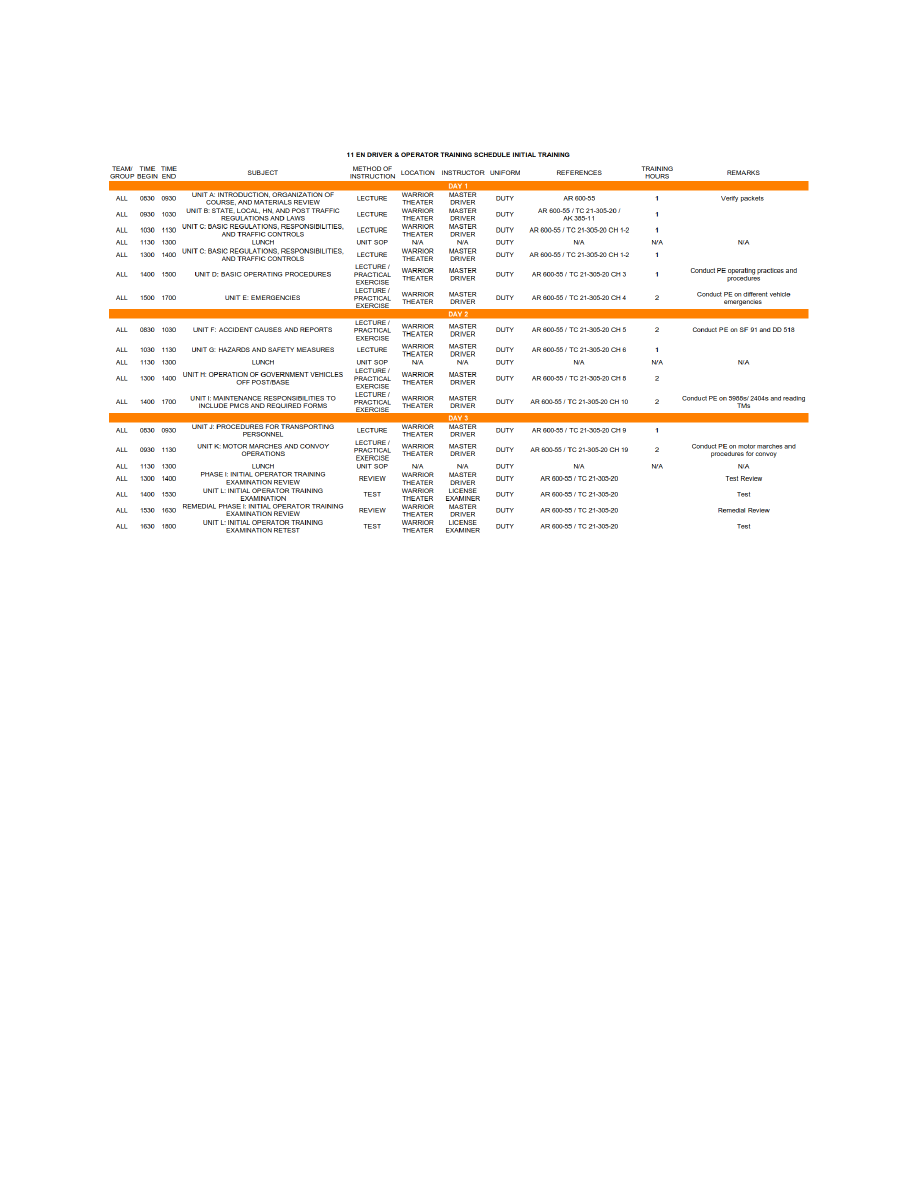 11 EN DRIVER & OPERATOR TRAINING SCHEDULE INITIAL TRAINING
TEAM/ GROUP TIME BEGIN TIME END SUBJECT METHOD OF INSTRUCTION LOCATION INSTRUCTOR UNIFORM REFERENCES TRAINING HOURS REMARKS
DAY 1
ALL 0830 0930 UNIT A: INTRODUCTION, ORGANIZATION OF COURSE, AND MATERIALS REVIEW LECTURE WARRIOR THEATER MASTER DRIVER DUTY AR 600-55 1 Verify packets
ALL 0930 1030 UNIT B: STATE, LOCAL, HN, AND POST TRAFFIC REGULATIONS AND LAWS LECTURE WARRIOR THEATER MASTER DRIVER DUTY AR 600-55 / TC 21-305-20 / AK 385-11 1
ALL 1030 1130 UNIT C: BASIC REGULATIONS, RESPONSIBILITIES, AND TRAFFIC CONTROLS LECTURE WARRIOR THEATER MASTER DRIVER DUTY AR 600-55 / TC 21-305-20 CH 1-2 1
ALL 1130 1300 LUNCH UNIT SOP N/A N/A DUTY N/A N/A N/A
ALL 1300 1400 UNIT C: BASIC REGULATIONS, RESPONSIBILITIES, AND TRAFFIC CONTROLS LECTURE WARRIOR THEATER MASTER DRIVER DUTY AR 600-55 / TC 21-305-20 CH 1-2 1
ALL 1400 1500 UNIT D: BASIC OPERATING PROCEDURES LECTURE / PRACTICAL EXERCISE WARRIOR THEATER MASTER DRIVER DUTY AR 600-55 / TC 21-305-20 CH 3 1 Conduct PE operating practices and procedures
ALL 1500 1700 UNIT E: EMERGENCIES LECTURE / PRACTICAL EXERCISE WARRIOR THEATER MASTER DRIVER DUTY AR 600-55 / TC 21-305-20 CH 4 2 Conduct PE on different vehicle emergencies
DAY 2
ALL 0830 1030 UNIT F: ACCIDENT CAUSES AND REPORTS LECTURE / PRACTICAL EXERCISE WARRIOR THEATER MASTER DRIVER DUTY AR 600-55 / TC 21-305-20 CH 5 2 Conduct PE on SF 91 and DD 518
ALL 1030 1130 UNIT G: HAZARDS AND SAFETY MEASURES LECTURE WARRIOR THEATER MASTER DRIVER DUTY AR 600-55 / TC 21-305-20 CH 6 1
ALL 1130 1300 LUNCH UNIT SOP N/A N/A DUTY N/A N/A N/A
ALL 1300 1400 UNIT H: OPERATION OF GOVERNMENT VEHICLES OFF POST/BASE LECTURE / PRACTICAL EXERCISE WARRIOR THEATER MASTER DRIVER DUTY AR 600-55 / TC 21-305-20 CH 8 2
ALL 1400 1700 UNIT I: MAINTENANCE RESPONSIBILITIES TO INCLUDE PMCS AND REQUIRED FORMS LECTURE / PRACTICAL EXERCISE WARRIOR THEATER MASTER DRIVER DUTY AR 600-55 / TC 21-305-20 CH 10 2 Conduct PE on 5988s/ 2404s and reading TMs
DAY 3
ALL 0830 0930 UNIT J: PROCEDURES FOR TRANSPORTING PERSONNEL LECTURE WARRIOR THEATER MASTER DRIVER DUTY AR 600-55 / TC 21-305-20 CH 9 1
ALL 0930 1130 UNIT K: MOTOR MARCHES AND CONVOY OPERATIONS LECTURE / PRACTICAL EXERCISE WARRIOR THEATER MASTER DRIVER DUTY AR 600-55 / TC 21-305-20 CH 19 2 Conduct PE on motor marches and procedures for convoy
ALL 1130 1300 LUNCH UNIT SOP N/A N/A DUTY N/A N/A N/A
ALL 1300 1400 PHASE I: INITIAL OPERATOR TRAINING EXAMINATION REVIEW REVIEW WARRIOR THEATER MASTER DRIVER DUTY AR 600-55 / TC 21-305-20 Test Review
ALL 1400 1530 UNIT L: INITIAL OPERATOR TRAINING EXAMINATION TEST WARRIOR THEATER LICENSE EXAMINER DUTY AR 600-55 / TC 21-305-20 Test
ALL 1530 1630 REMEDIAL PHASE I: INITIAL OPERATOR TRAINING EXAMINATION REVIEW REVIEW WARRIOR THEATER MASTER DRIVER DUTY AR 600-55 / TC 21-305-20 Remedial Review
ALL 1630 1800 UNIT L: INITIAL OPERATOR TRAINING EXAMINATION RETEST TEST WARRIOR THEATER LICENSE EXAMINER DUTY AR 600-55 / TC 21-305-20 Test